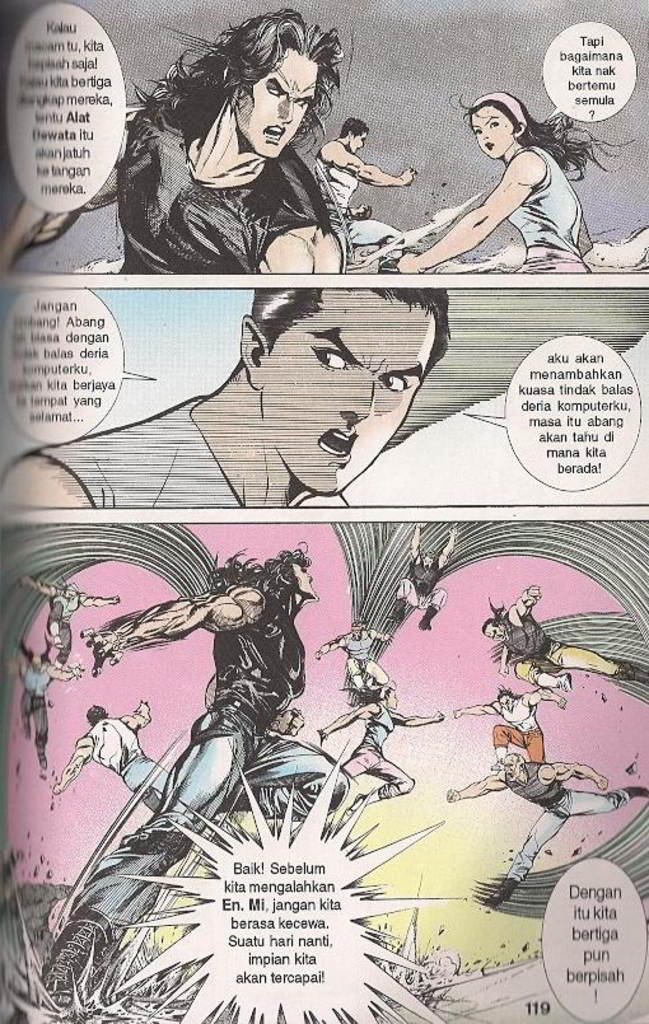 Kalau
macam tu, kita
berpisah saja!
Kalau kita bertiga
ditangkap mereka,
tentu Alat
Dewata itu
akan jatuh
ke tangan
mereka.
Tapi
bagaimana
kita nak
bertemu
semula
?
Jangan
bimbang! Abang
biasa dengan
tindak balas deria
komputerku,
kita berjaya
ke tempat yang
selamat...
aku akan
menambahkan
kuasa tindak balas
deria komputerku,
masa itu abang
akan tahu di
mana kita
berada!
Baik! Sebelum
kita mengalahkan
En. Mi, jangan kita
berasa kecewa.
Suatu hari nanti,
impian kita
akan tercapai!
Dengan
itu kita
bertiga
pun
berpisah
!
119